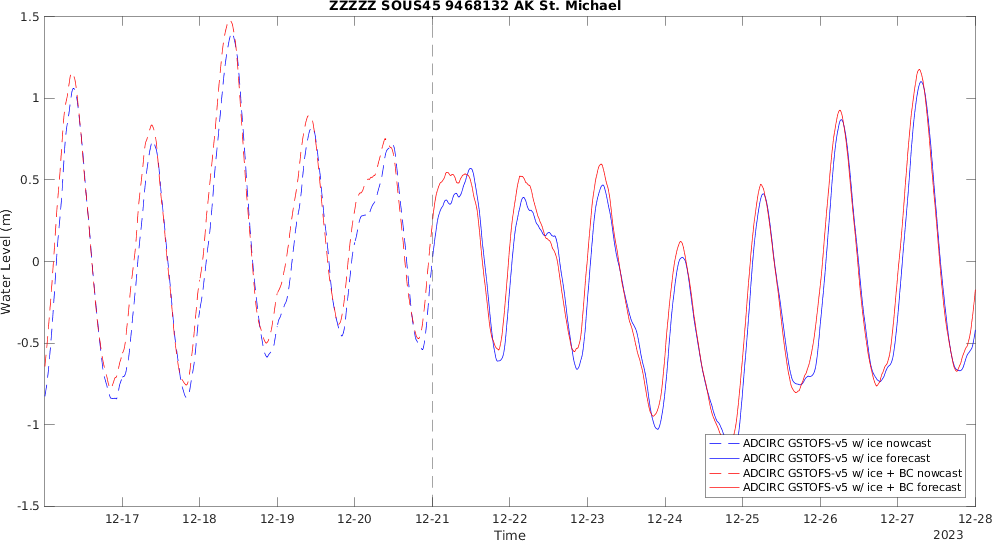 ZZZZZ SOUS45 9468132 AK St. Michael
1.5
1
0.5
0
-0.5
-1
-1.5
Water Level (m)
ADCIRC GSTOFS-v5 w/ ice nowcast
ADCIRC GSTOFS-v5 w/ ice forecast
ADCIRC GSTOFS-v5 w/ ice + BC nowcast
ADCIRC GSTOFS-v5 w/ ice + BC forecast
12-17 12-18 12-19 12-20 12-21 12-22 12-23 12-24 12-25 12-26 12-27 12-28
Time
2023